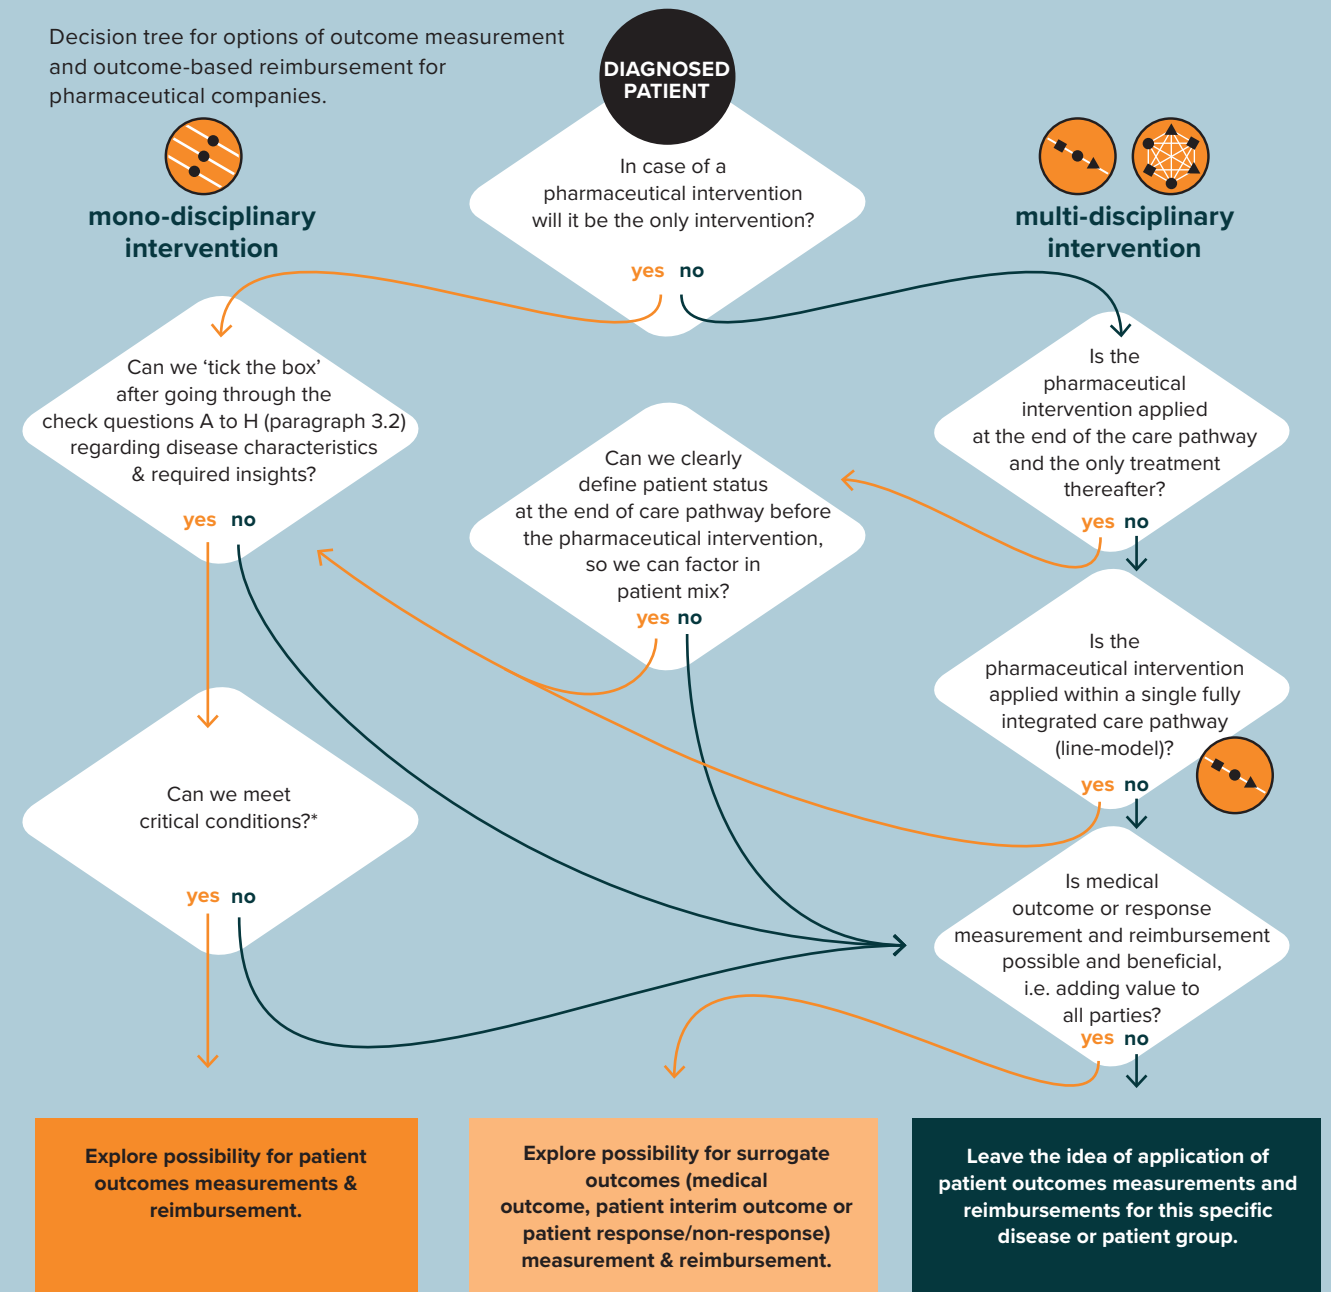 Decision tree for options of outcome measurement
and outcome-based reimbursement for
pharmaceutical companies.
DIAGNOSED
PATIENT
In case of a
pharmaceutical intervention
will it be the only intervention?
yes no
mono-disciplinary
intervention
multi-disciplinary
intervention
Can we ‘tick the box’
after going through the
check questions A to H (paragraph 3.2)
regarding disease characteristics
& required insights?
yes no
Can we clearly
define patient status
at the end of care pathway before
the pharmaceutical intervention,
so we can factor in
patient mix?
yes no
Is the
pharmaceutical
intervention applied
at the end of the care pathway
and the only treatment
thereafter?
yes no
Is the
pharmaceutical intervention
applied within a single fully
integrated care pathway
(line-model)?
yes no
Can we meet
critical conditions?*
yes no
Is medical
outcome or response
measurement and reimbursement
possible and beneficial,
i.e. adding value to
all parties?
yes no
Explore possibility for patient
outcomes measurements &
reimbursement.
Explore possibility for surrogate
outcomes (medical
outcome, patient interim outcome or
patient response/non-response)
measurement & reimbursement.
Leave the idea of application of
patient outcomes measurements and
reimbursements for this specific
disease or patient group.